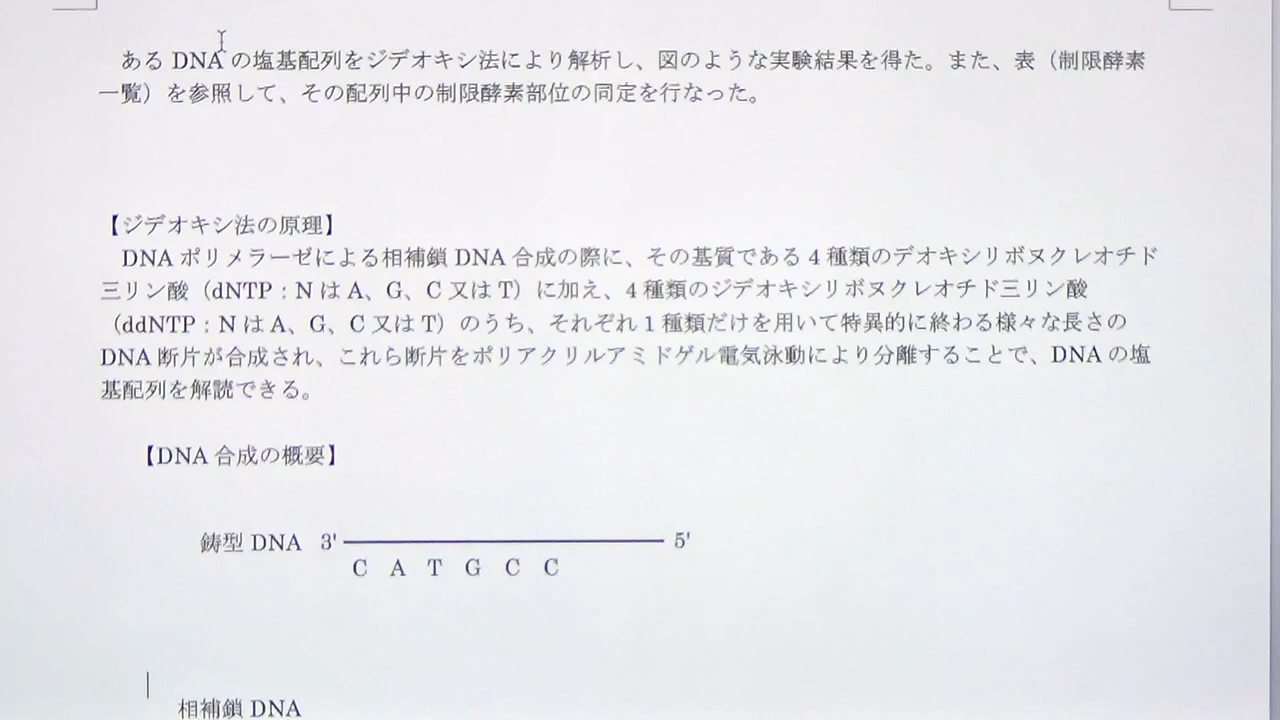 ある DNA の塩基配列をジデオキシ法により解析し、図のような実験結果を得た。また、表（制限酵素
一覧）を参照して、その配列中の制限酵素部位の同定を行なった。
【ジデオキシ法の原理】
DNA ポリメラーゼによる相補鎖 DNA 合成の際に、その基質である 4 種類のデオキシリボヌクレオチド
三リン酸（dNTP：N は A、G、C 又は T）に加え、4 種類のジデオキシリボヌクレオチド三リン酸
（ddNTP：N は A、G、C 又は T）のうち、それぞれ 1 種類だけを用いて特異的に終わる様々な長さの
DNA 断片が合成され、これら断片をポリアクリルアミドゲル電気泳動により分離することで、DNA の塩
基配列を解読できる。
【DNA 合成の概要】
鋳型 DNA 3' 5'
C A T G C C
相補鎖 DNA